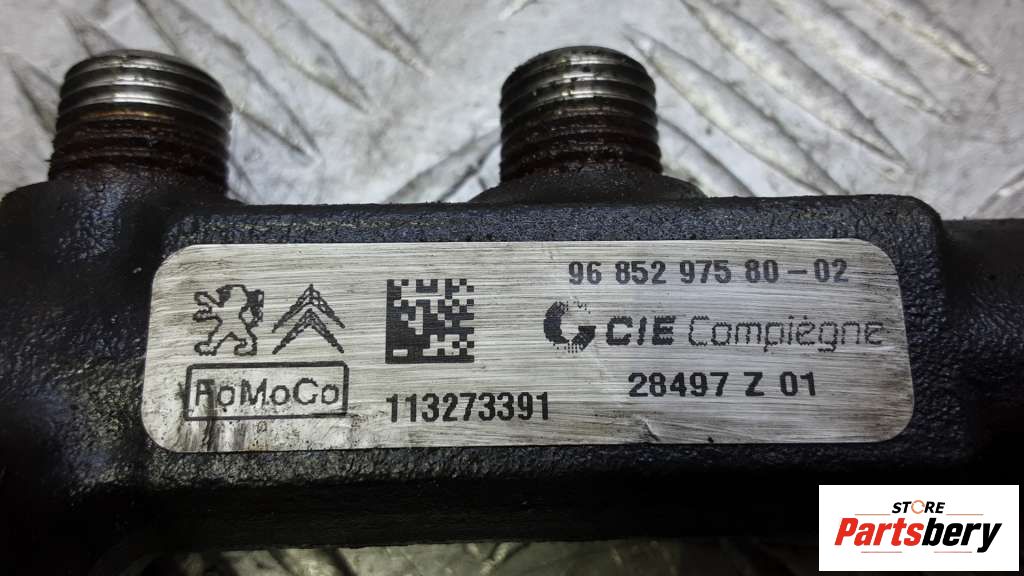 96 852 975 80-02
CIE Compiègne
FoMoCo
113273391
28497 Z 01
STORE
Partsbery